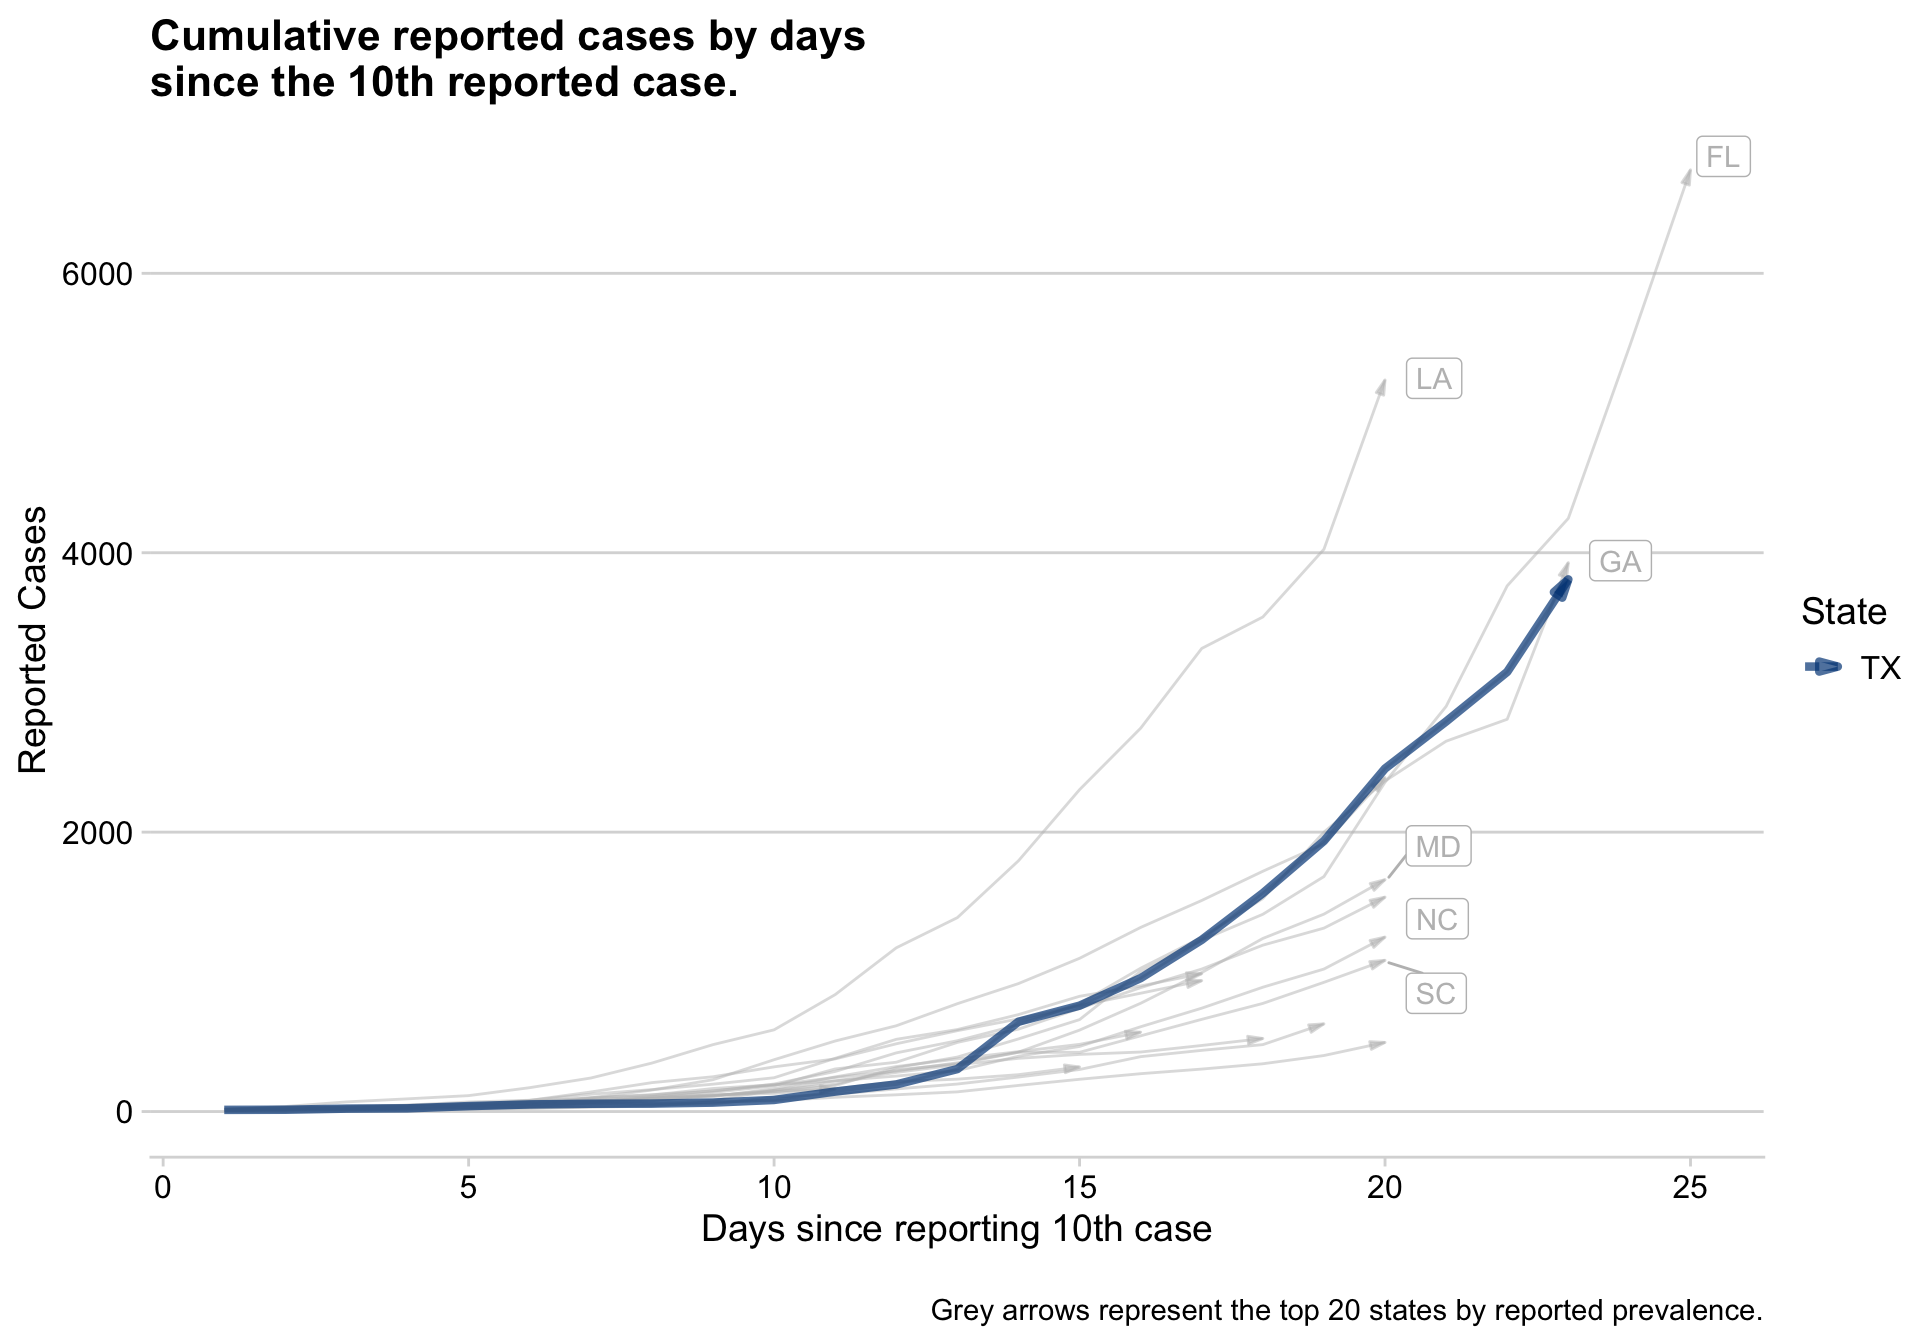 Cumulative reported cases by days
since the 10th reported case.
FL
6000
LA
4000
GA
Reported Cases
State
TX
2000
MD
NC
SC
0
0 5 10 15 20 25
Days since reporting 10th case
Grey arrows represent the top 20 states by reported prevalence.